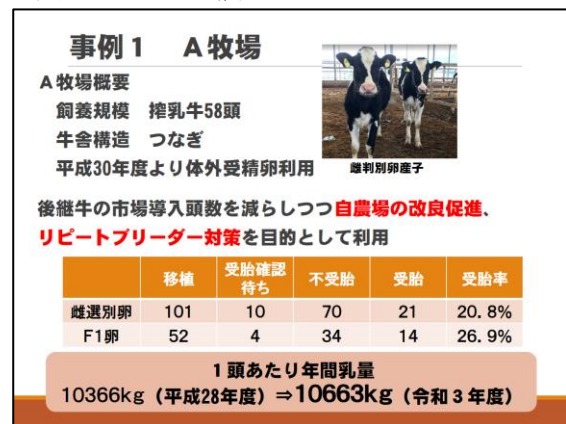 事例1 A牧場
A牧場概要
飼養規模 搾乳牛58頭
牛舎構造 つなぎ
平成30年度より体外受精卵利用
雌判別卵産子
後継牛の市場導入頭数を減らしつつ自農場の改良促進、
リピートブリーダー対策を目的として利用
移植 受胎確認待ち 不受胎 受胎 受胎率
雌選別卵 101 10 70 21 20.8%
F1卵 52 4 34 14 26.9%
1頭あたり年間乳量
10366kg（平成28年度）⇒10663kg（令和3年度）